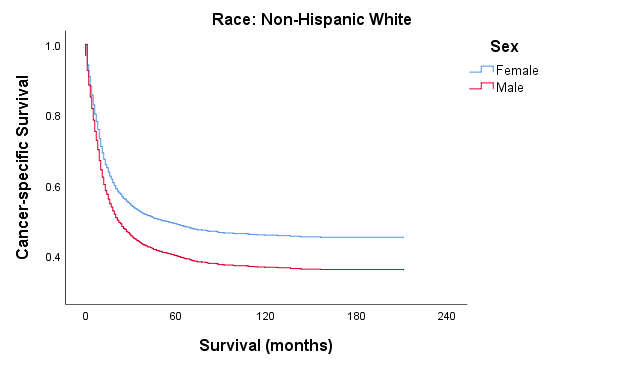 Race: Non-Hispanic White
Sex
Female
Male
Cancer-specific Survival
1.0
0.8
0.6
0.4
0 60 120 180 240
Survival (months)